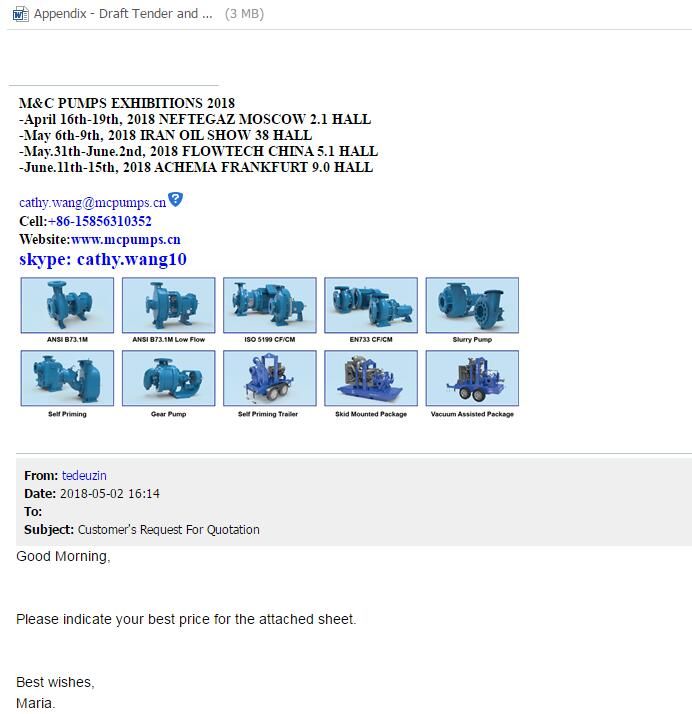 Appendix - Draft Tender and ... (3 MB)
M&C PUMPS EXHIBITIONS 2018
-April 16th-19th, 2018 NEFTEGAZ MOSCOW 2.1 HALL
-May 6th-9th, 2018 IRAN OIL SHOW 38 HALL
-May.31th-June.2nd, 2018 FLOWTECH CHINA 5.1 HALL
-June.11th-15th, 2018 ACHEMA FRANKFURT 9.0 HALL
cathy.wang@mcpumps.cn
Cell:+86-15856310352
Website:www.mcpumps.cn
skype: cathy.wang10
ANSI B73.1M ANSI B73.1M Low Flow ISO 5199 CF/CM EN733 CF/CM Slurry Pump
Self Priming Gear Pump Self Priming Trailer Skid Mounted Package Vacuum Assisted Package
From: tedeuzin
Date: 2018-05-02 16:14
To:
Subject: Customer's Request For Quotation
Good Morning,
Please indicate your best price for the attached sheet.
Best wishes,
Maria.